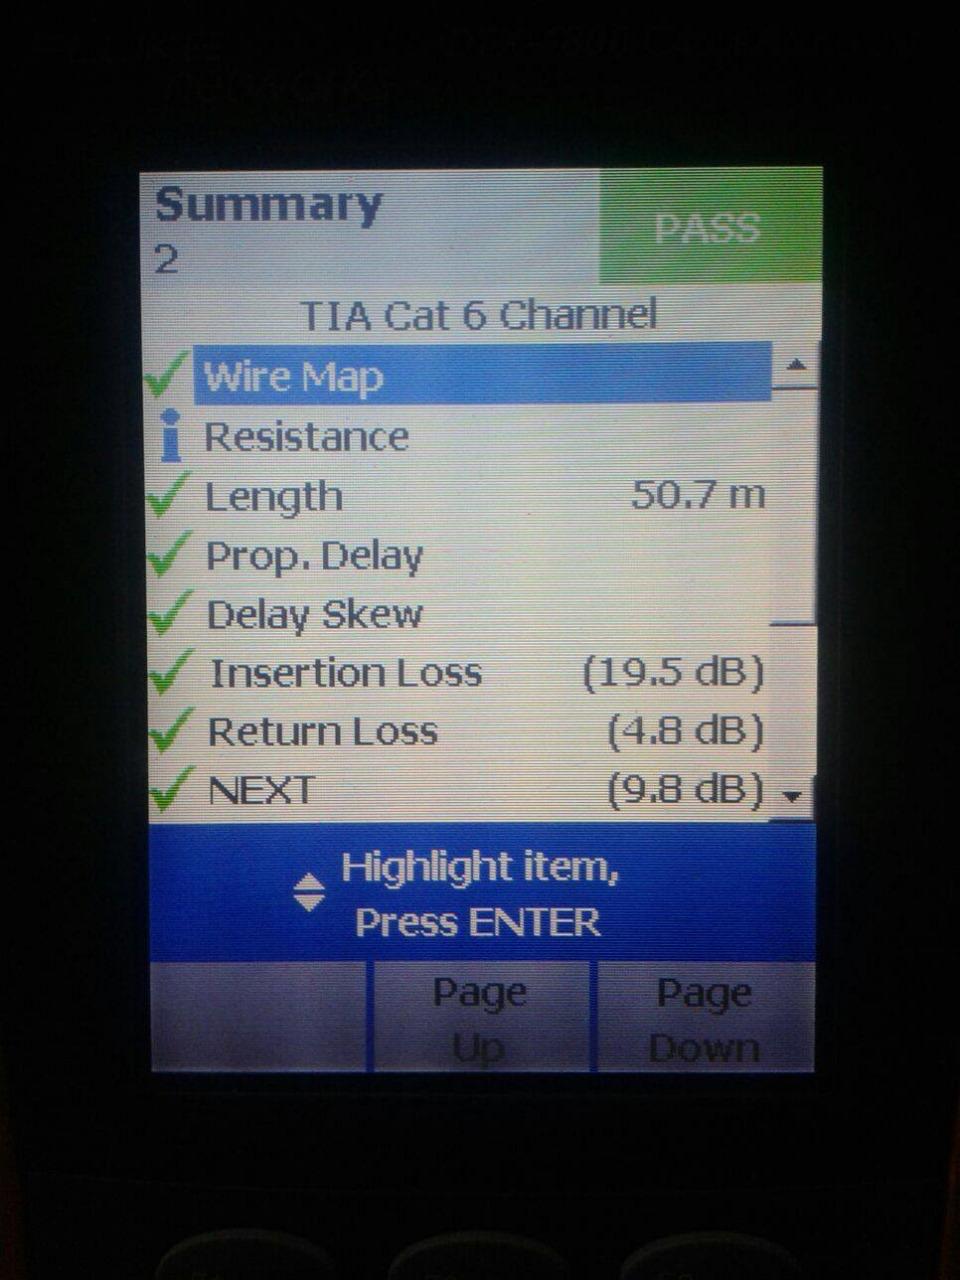 Summary
PASS
2
TIA Cat 6 Channel
Wire Map
Resistance
Length 50.7 m
Prop. Delay
Delay Skew
Insertion Loss (19.5 dB)
Return Loss (4.8 dB)
NEXT (9.8 dB)
Highlight item,
Press ENTER
Page Up
Page Down